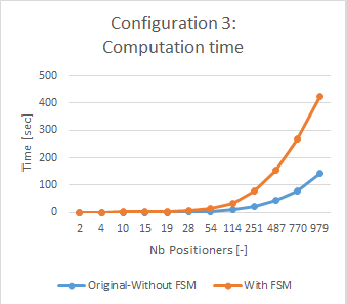 Configuration 3:
Computation time
500
400
300
200
100
0
Time [sec]
2 4 10 15 19 28 54 114 251 487 770 979
Nb Positioners [-]
Original-Without FSM With FSM